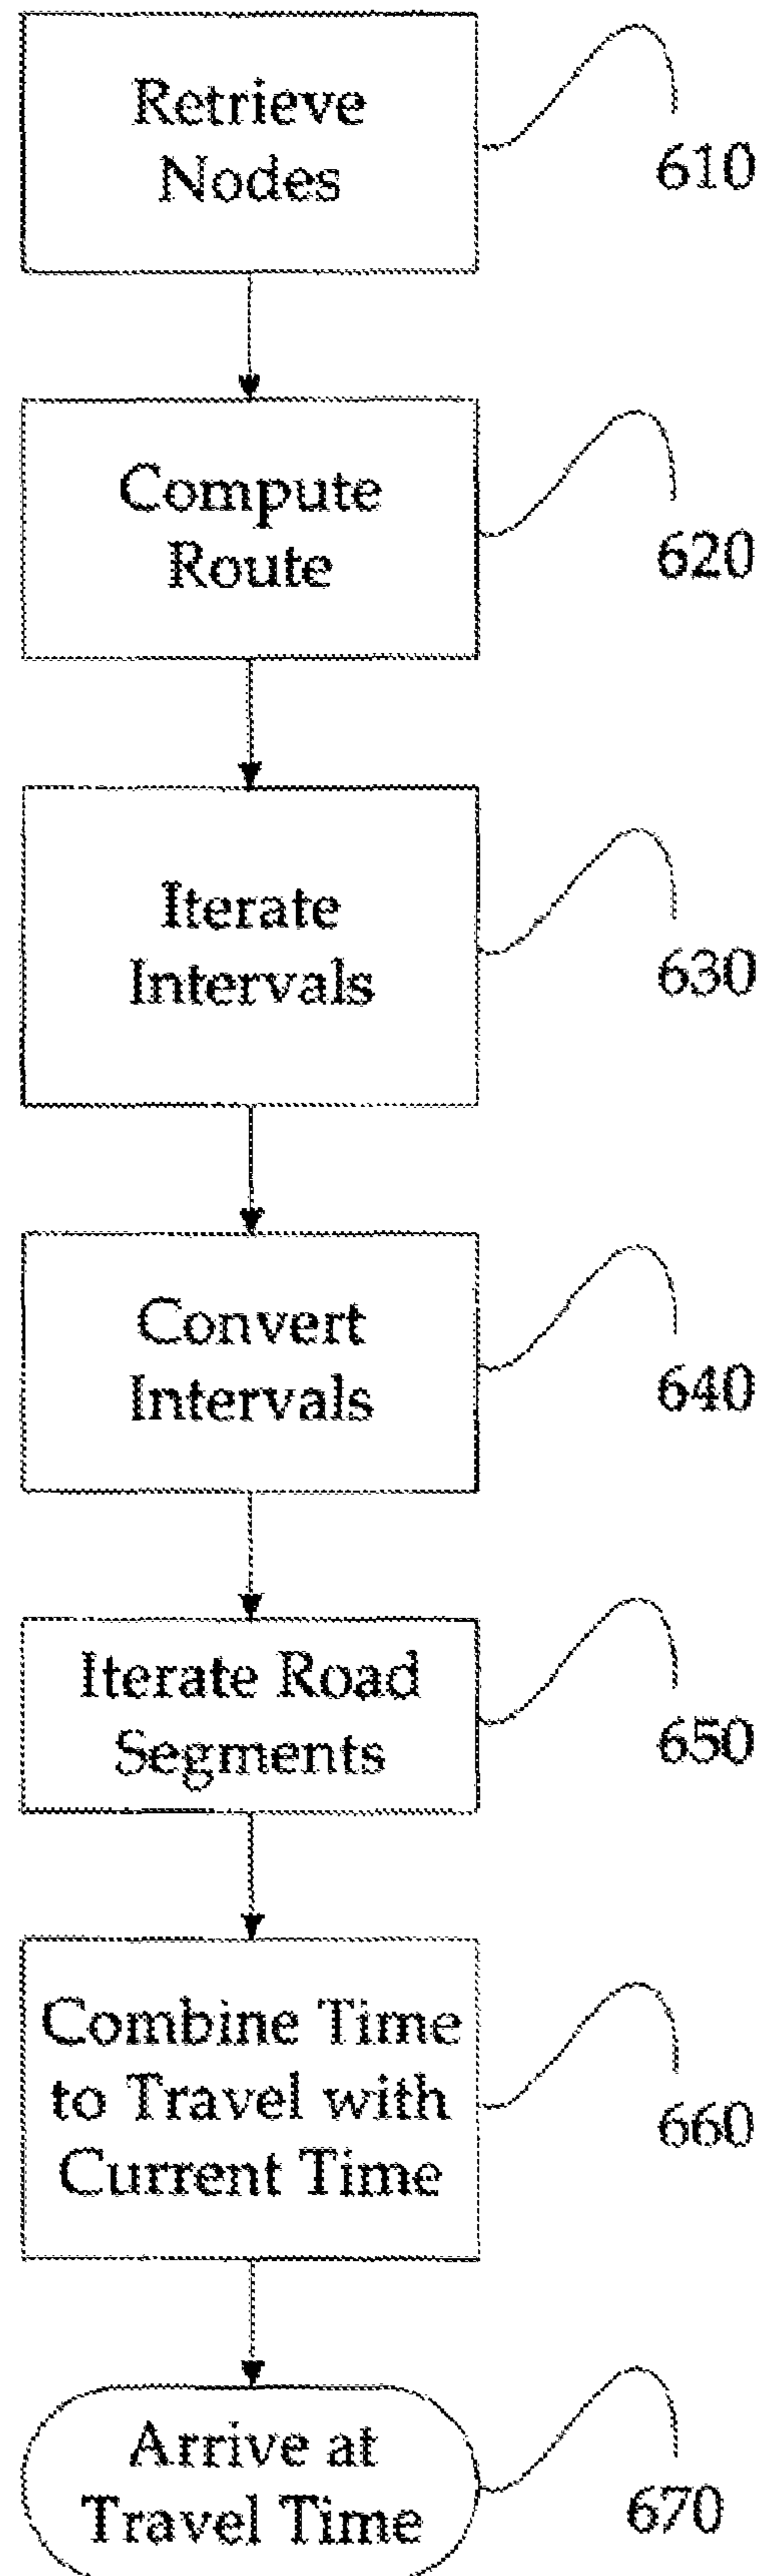 Retrieve
Nodes
610
Compute
Route
620
Iterate
Intervals
630
Convert
Intervals
640
Iterate Road
Segments
650
Combine Time
to Travel with
Current Time
660
Arrive at
Travel Time
670